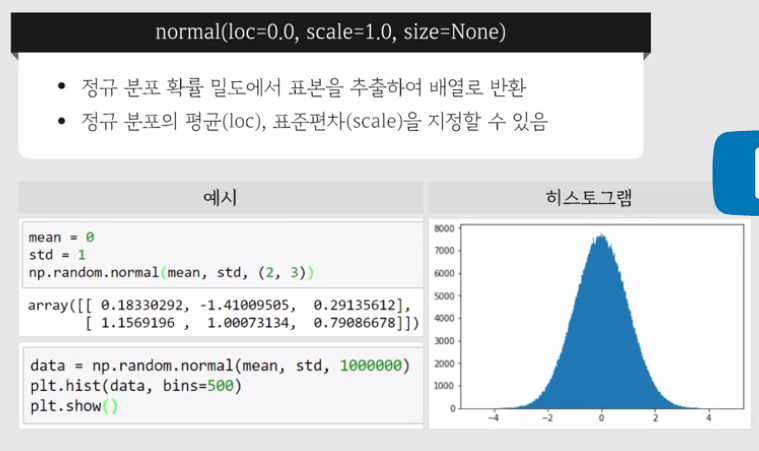 normal(loc=0.0, scale=1.0, size=None)
• 정규 분포 확률 밀도에서 표본을 추출하여 배열로 반환
• 정규 분포의 평균(loc), 표준편차(scale)을 지정할 수 있음
예시
mean = 0
std = 1
np.random.normal(mean, std, (2, 3))
array([[ 0.18330292, -1.41009505,  0.29135612],
[ 1.1569196 ,  1.00073134,  0.79086678]])
data = np.random.normal(mean, std, 1000000)
plt.hist(data, bins=500)
plt.show()
히스토그램
8000
7000
6000
5000
4000
3000
2000
1000
0
−4 −2 0 2 4